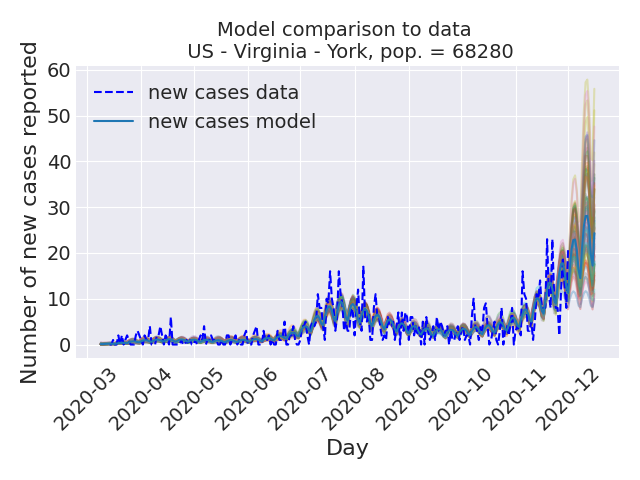 Model comparison to data
US - Virginia - York, pop. = 68280
Number of new cases reported
60
50
40
30
20
10
0
new cases data
new cases model
2020-03
2020-04
2020-05
2020-06
2020-07
2020-08
2020-09
2020-10
2020-11
2020-12
Day